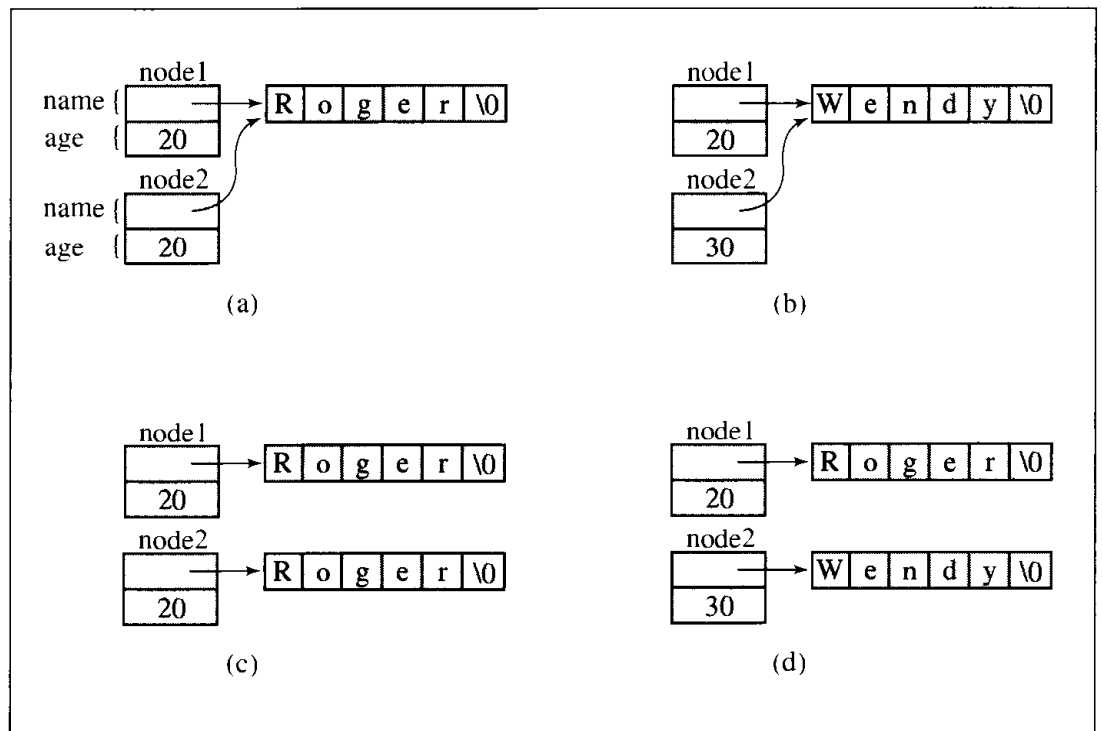 node1
name { R o g e r \0
age { 20
node2
name {
age { 20
(a)
node1
W e n d y \0
20
node2
30
(b)
node1
R o g e r \0
20
node2
R o g e r \0
20
(c)
node1
R o g e r \0
20
node2
W e n d y \0
30
(d)